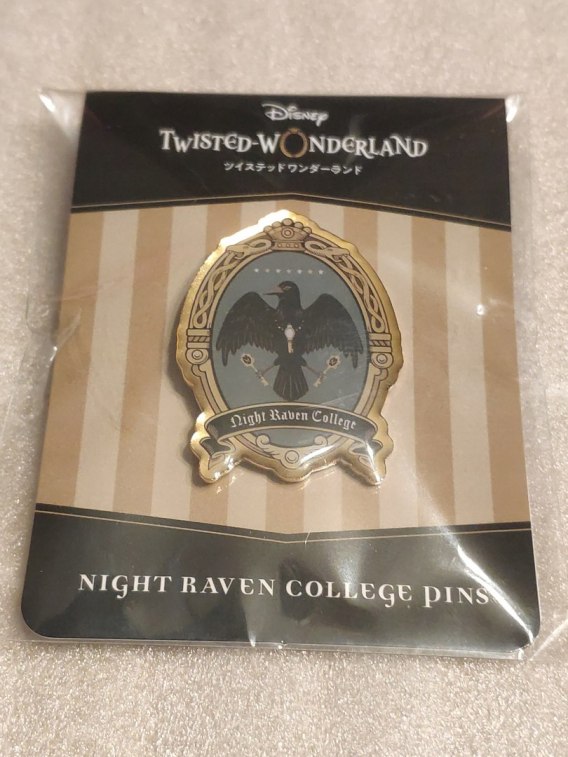 Disney
Twisted-Wonderland
ツイステッドワンダーランド
Night Raven College
NIGHT RAVEN COLLEGE PINS